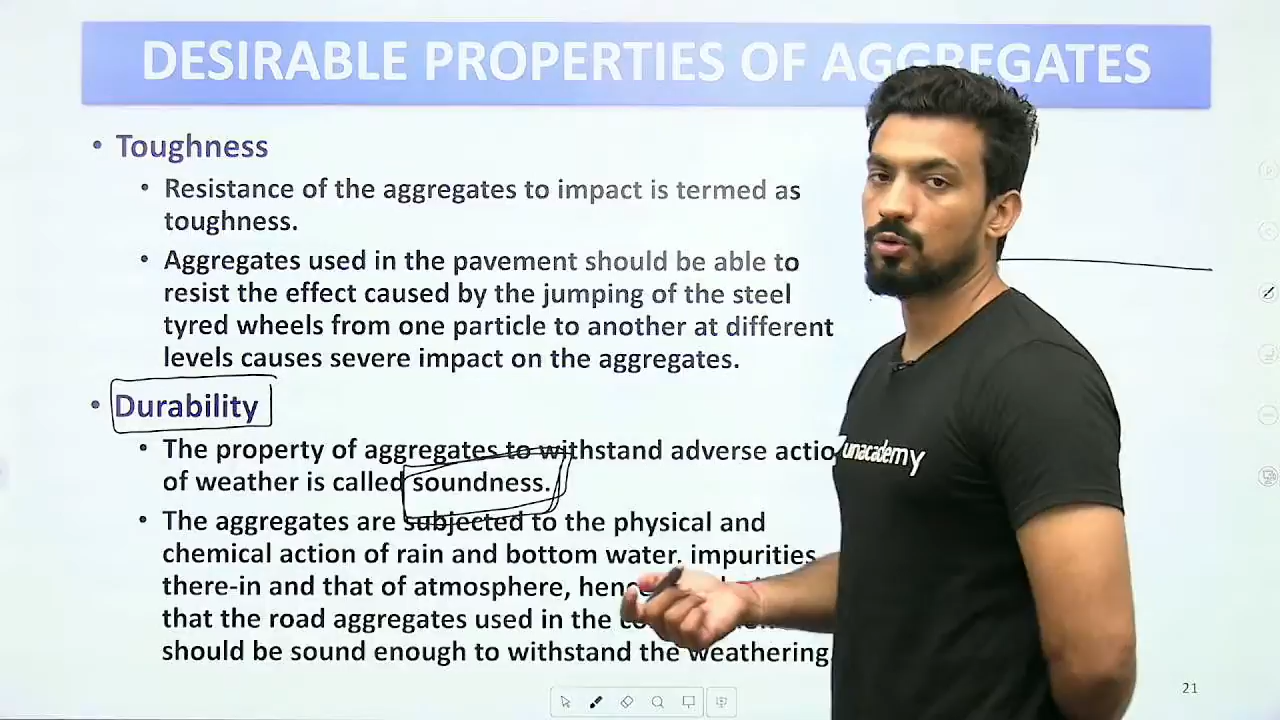 DESIRABLE PROPERTIES OF AGGREGATES
• Toughness
• Resistance of the aggregates to impact is termed as
toughness.
• Aggregates used in the pavement should be able to
resist the effect caused by the jumping of the steel
tyred wheels from one particle to another at different
levels causes severe impact on the aggregates.
• Durability
• The property of aggregates to withstand adverse actio
of weather is called soundness.
• The aggregates are subjected to the physical and
chemical action of rain and bottom water, impurities
there-in and that of atmosphere,
that the road aggregates used in the
should be sound enough to withstand the weathering.
unacademy
21